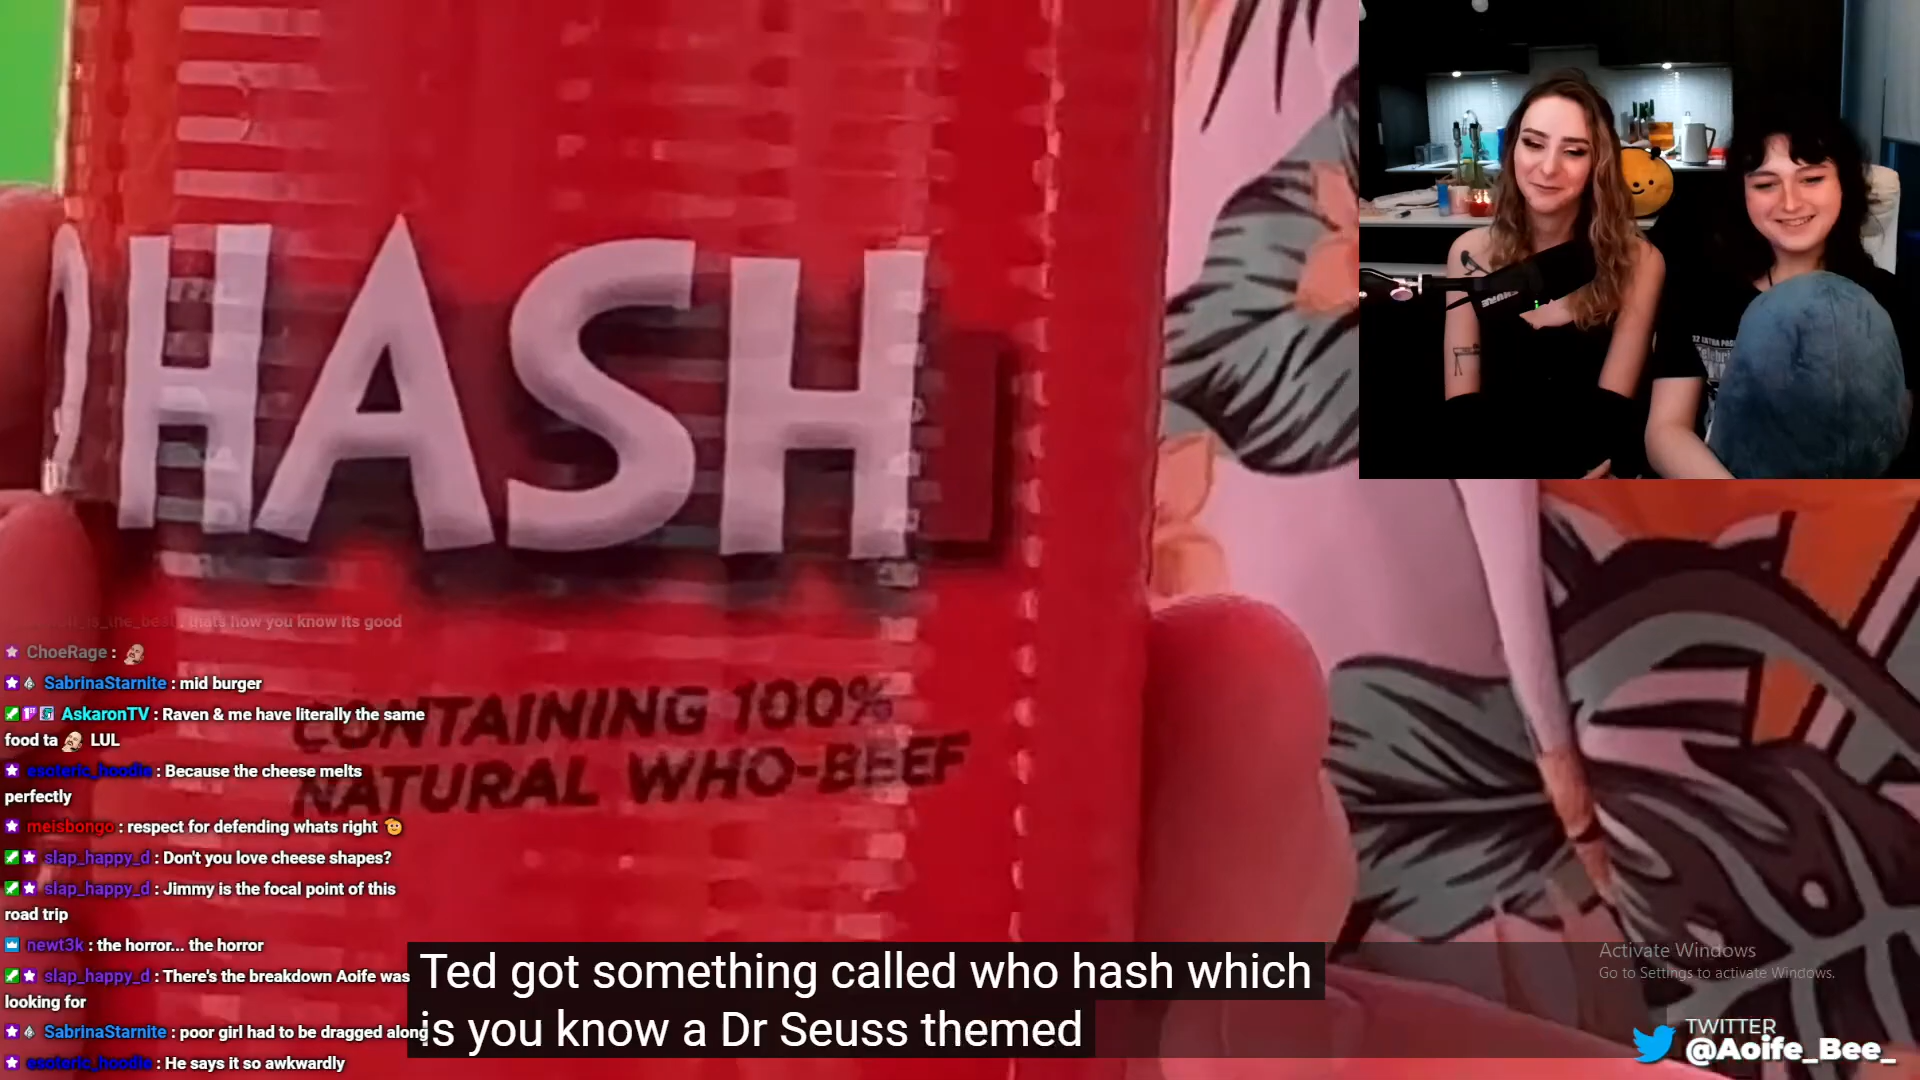 HASH
CONTAINING 100%
NATURAL WHO-BEEF
thats how you know its good
ChoeRage :
SabrinaStarnite : mid burger
AskaronTV : Raven & me have literally the same
food ta LUL
esoteric_hoodie : Because the cheese melts
perfectly
meisbongo : respect for defending whats right
slap_happy_d : Don't you love cheese shapes?
slap_happy_d : Jimmy is the focal point of this
road trip
newt3k : the horror... the horror
slap_happy_d : There's the breakdown Aoife was
looking for
SabrinaStarnite : poor girl had to be dragged along
esoteric_hoodie : He says it so awkwardly
Ted got something called who hash which
is you know a Dr Seuss themed
SHURE
32 EXTRA PAG
Activate Windows
Go to Settings to activate Windows.
TWITTER
@Aoife_Bee_